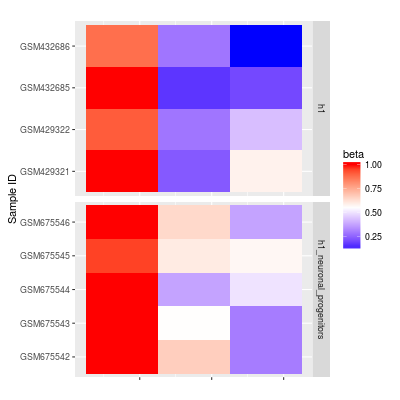 Sample ID
GSM432686
GSM432685
GSM429322
GSM429321
h1
GSM675546
GSM675545
GSM675544
GSM675543
GSM675542
h1_neuronal_progenitors
beta
1.00
0.75
0.50
0.25